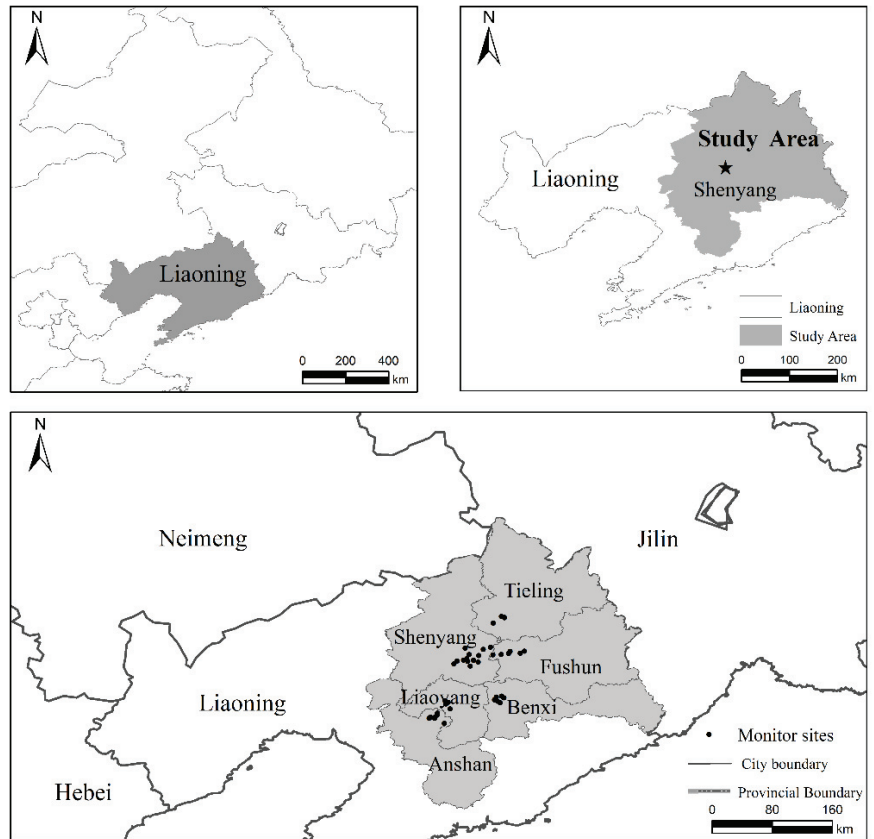 N
Liaoning
0 200 400
km
N
Study Area
Liaoning
Shenyang
Liaoning
Study Area
0 100 200
km
N
Neimeng
Jilin
Tieling
Shenyang
Fushun
Liaoning
Liaoyang
Benxi
Anshan
Hebei
Monitor sites
City boundary
Provincial Boundary
0 80 160
km